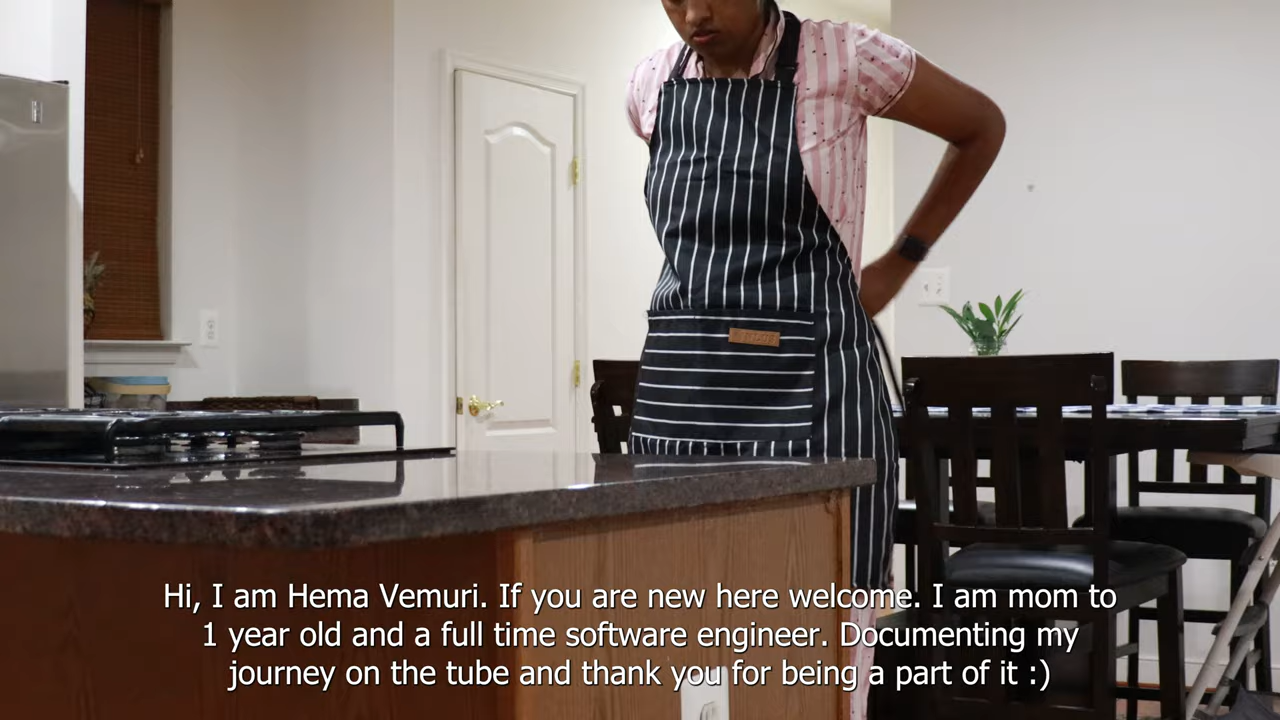 Hi, I am Hema Vemuri. If you are new here welcome. I am mom to
1 year old and a full time software engineer. Documenting my
journey on the tube and thank you for being a part of it :)